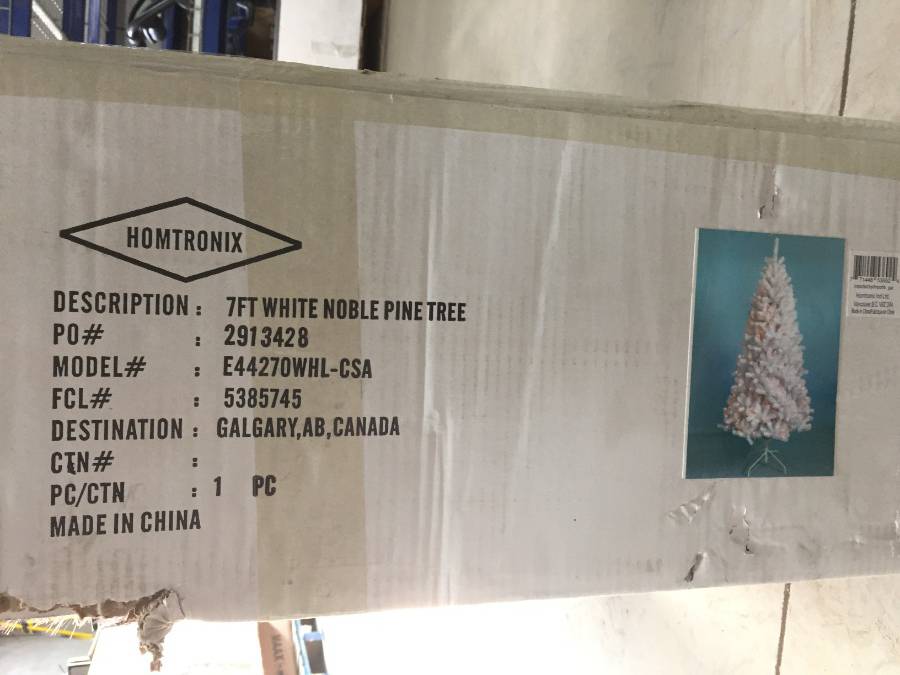 HOMTRONIX
DESCRIPTION : 7FT WHITE NOBLE PINE TREE
PO# : 2913428
MODEL# : E44270WHL-CSA
FCL# : 5385745
DESTINATION : GALGARY,AB,CANADA
CTN# :
PC/CTN : 1 PC
MADE IN CHINA